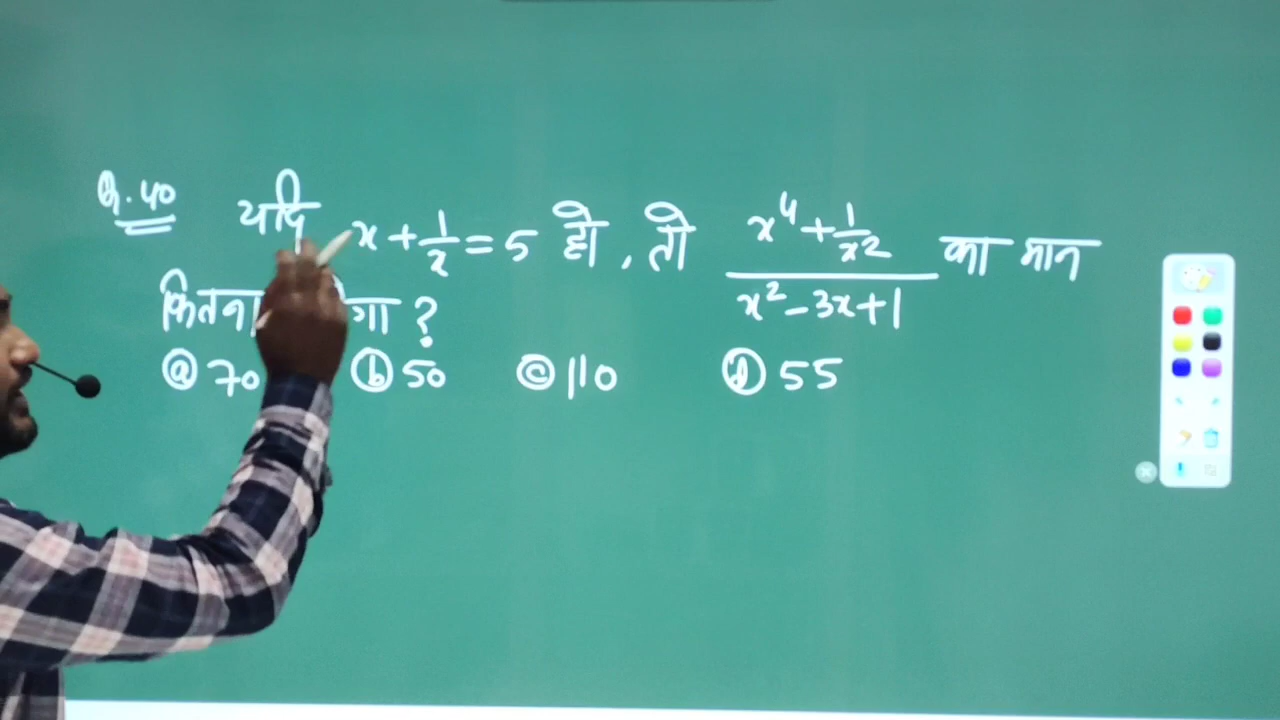 Q. 40 यदि x + 1/x = 5 हो, तो (x⁴ + 1/x²)/(x² - 3x + 1) का मान
कितना गा ?
ⓐ 70 ⓑ 50 ⓒ 110 ⓓ 55